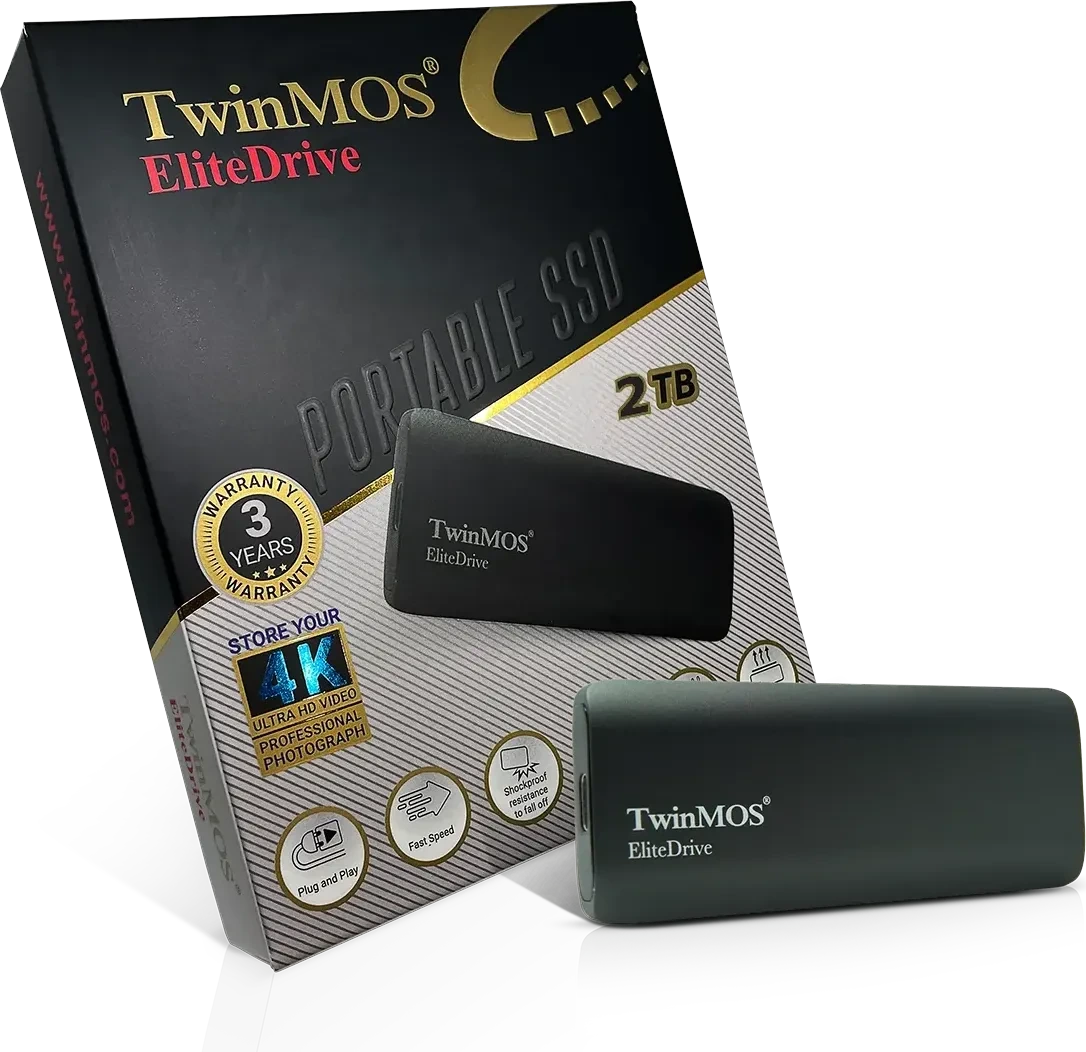 TwinMOS®
EliteDrive
www.twinmos.com
PORTABLE SSD
2TB
TwinMOS®
EliteDrive
WARRANTY
3
YEARS
WARRANTY
STORE YOUR
4K
ULTRA HD VIDEO
PROFESSIONAL
PHOTOGRAPH
Shockproof
resistance
to fall off
Fast Speed
Plug and Play
TwinMOS®
EliteDrive
TwinMOS®
EliteDrive